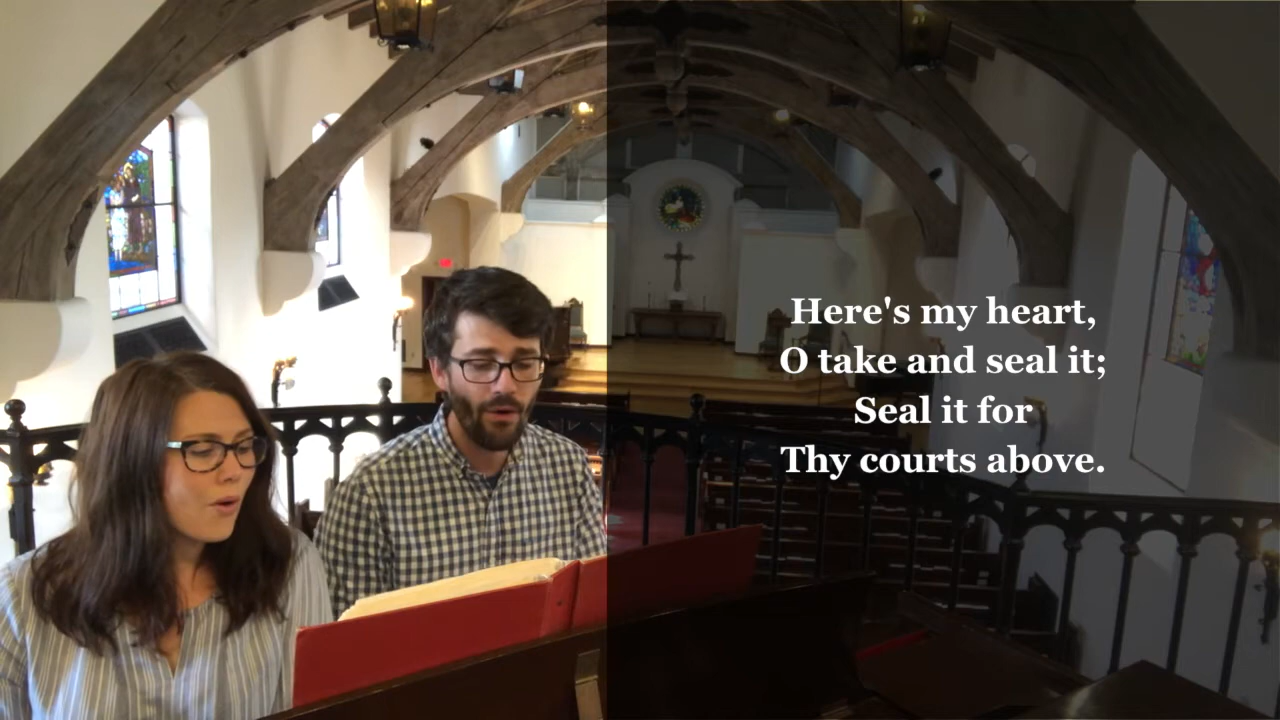 Here's my heart,
O take and seal it;
Seal it for
Thy courts above.